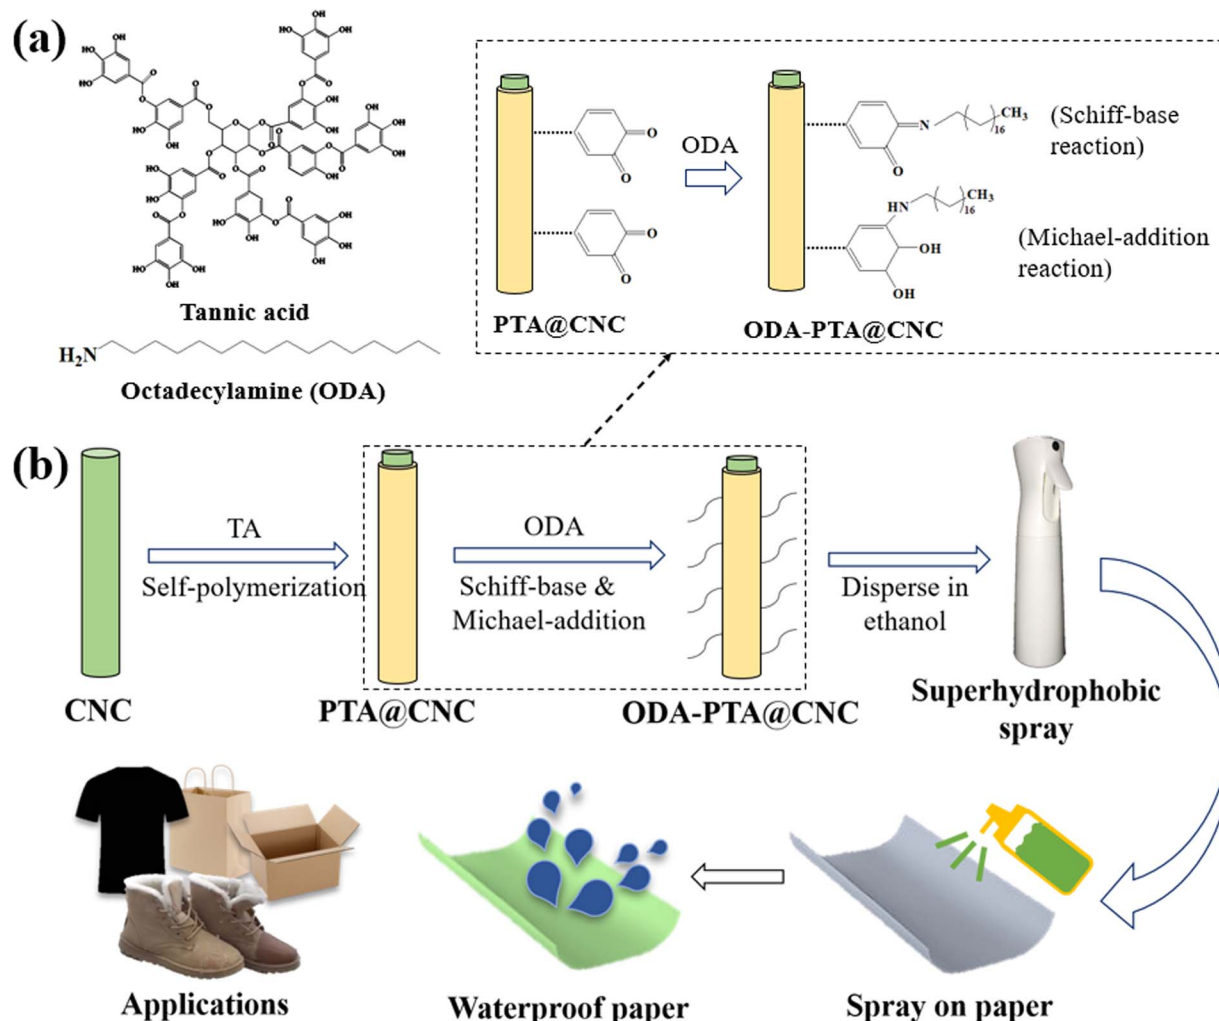 (a)
Tannic acid
H₂N
Octadecylamine (ODA)
O
O
O
O
PTA@CNC
ODA
N
16
CH₃
O
(Schiff-base
reaction)
HN
16
CH₃
OH
OH
(Michael-addition
reaction)
ODA-PTA@CNC
(b)
CNC
TA
Self-polymerization
PTA@CNC
ODA
Schiff-base &
Michael-addition
ODA-PTA@CNC
Disperse in
ethanol
Superhydrophobic
spray
Applications
Waterproof paper
Spray on paper